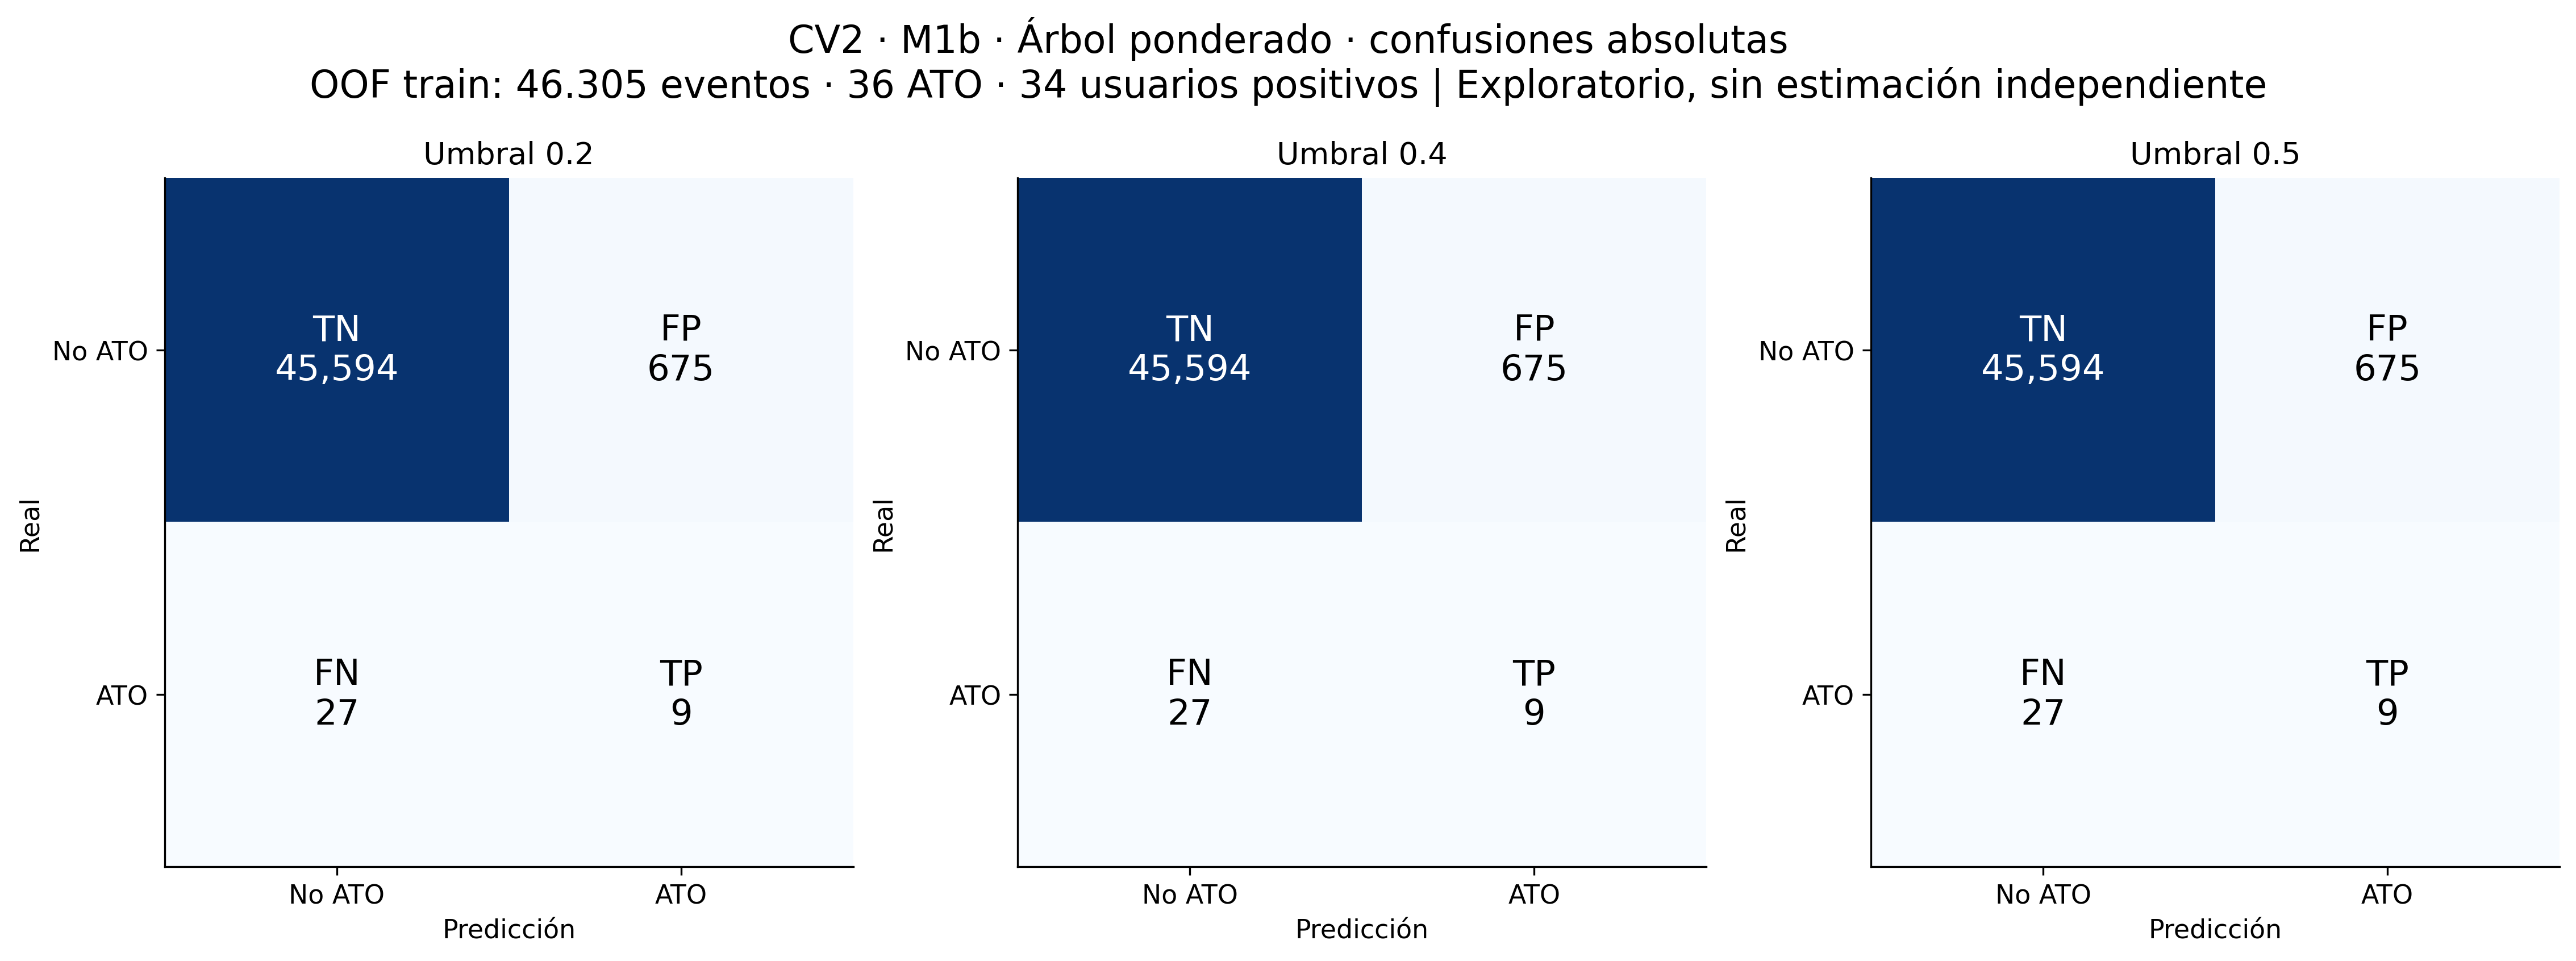 CV2 · M1b · Árbol ponderado · confusiones absolutas
OOF train: 46.305 eventos · 36 ATO · 34 usuarios positivos | Exploratorio, sin estimación independiente
Umbral 0.2
No ATO
ATO
Real
TN
45,594
FP
675
FN
27
TP
9
No ATO
ATO
Predicción
Umbral 0.4
No ATO
ATO
Real
TN
45,594
FP
675
FN
27
TP
9
No ATO
ATO
Predicción
Umbral 0.5
No ATO
ATO
Real
TN
45,594
FP
675
FN
27
TP
9
No ATO
ATO
Predicción